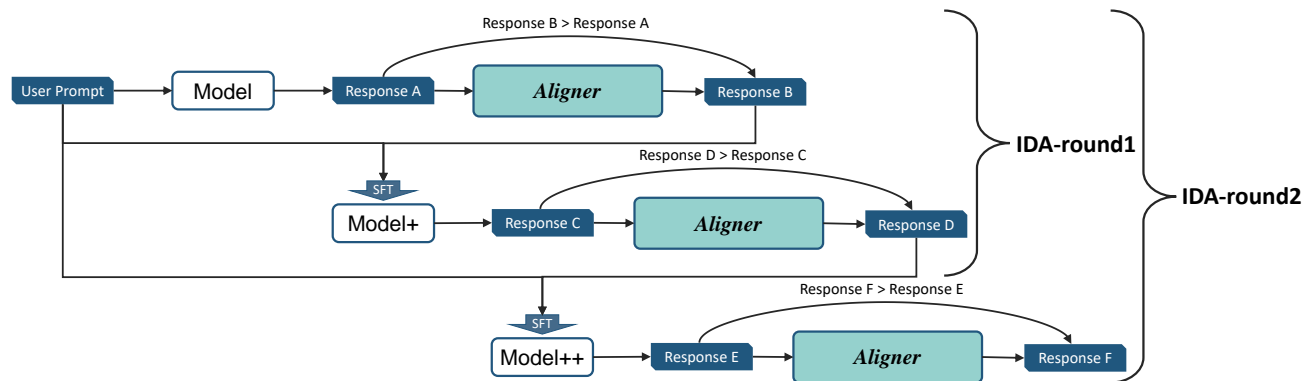 Response B > Response A
User Prompt
Model
Response A
Aligner
Response B
IDA-round1
IDA-round2
Response D > Response C
SFT
Model+
Response C
Aligner
Response D
Response F > Response E
SFT
Model++
Response E
Aligner
Response F